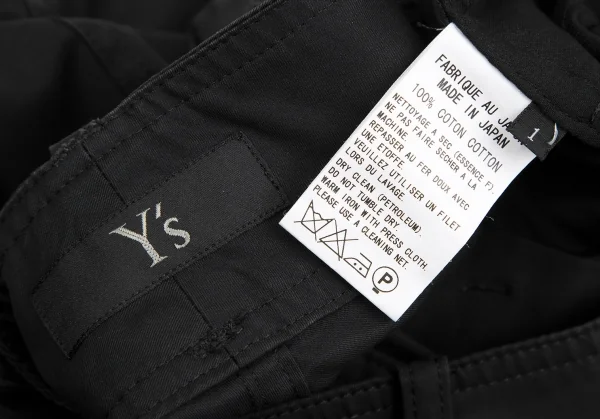 Y's
FABRIQUE AU
MADE IN JAPAN
100% COTON COTTON
NETTOYAGE A SEC (ESSENCE P),
NE PAS FAIRE SECHER A LA
MACHINE
REPASSER AU FER DOUX AVEC
UNE ETOFFE.
VEUILLEZ UTILISER UN FILET
LORS DU LAVAGE.
DRY CLEAN (PETROLEUM).
DO NOT TUMBLE DRY.
WARM IRON WITH PRESS CLOTH.
PLEASE USE A CLEANING NET.
P
1